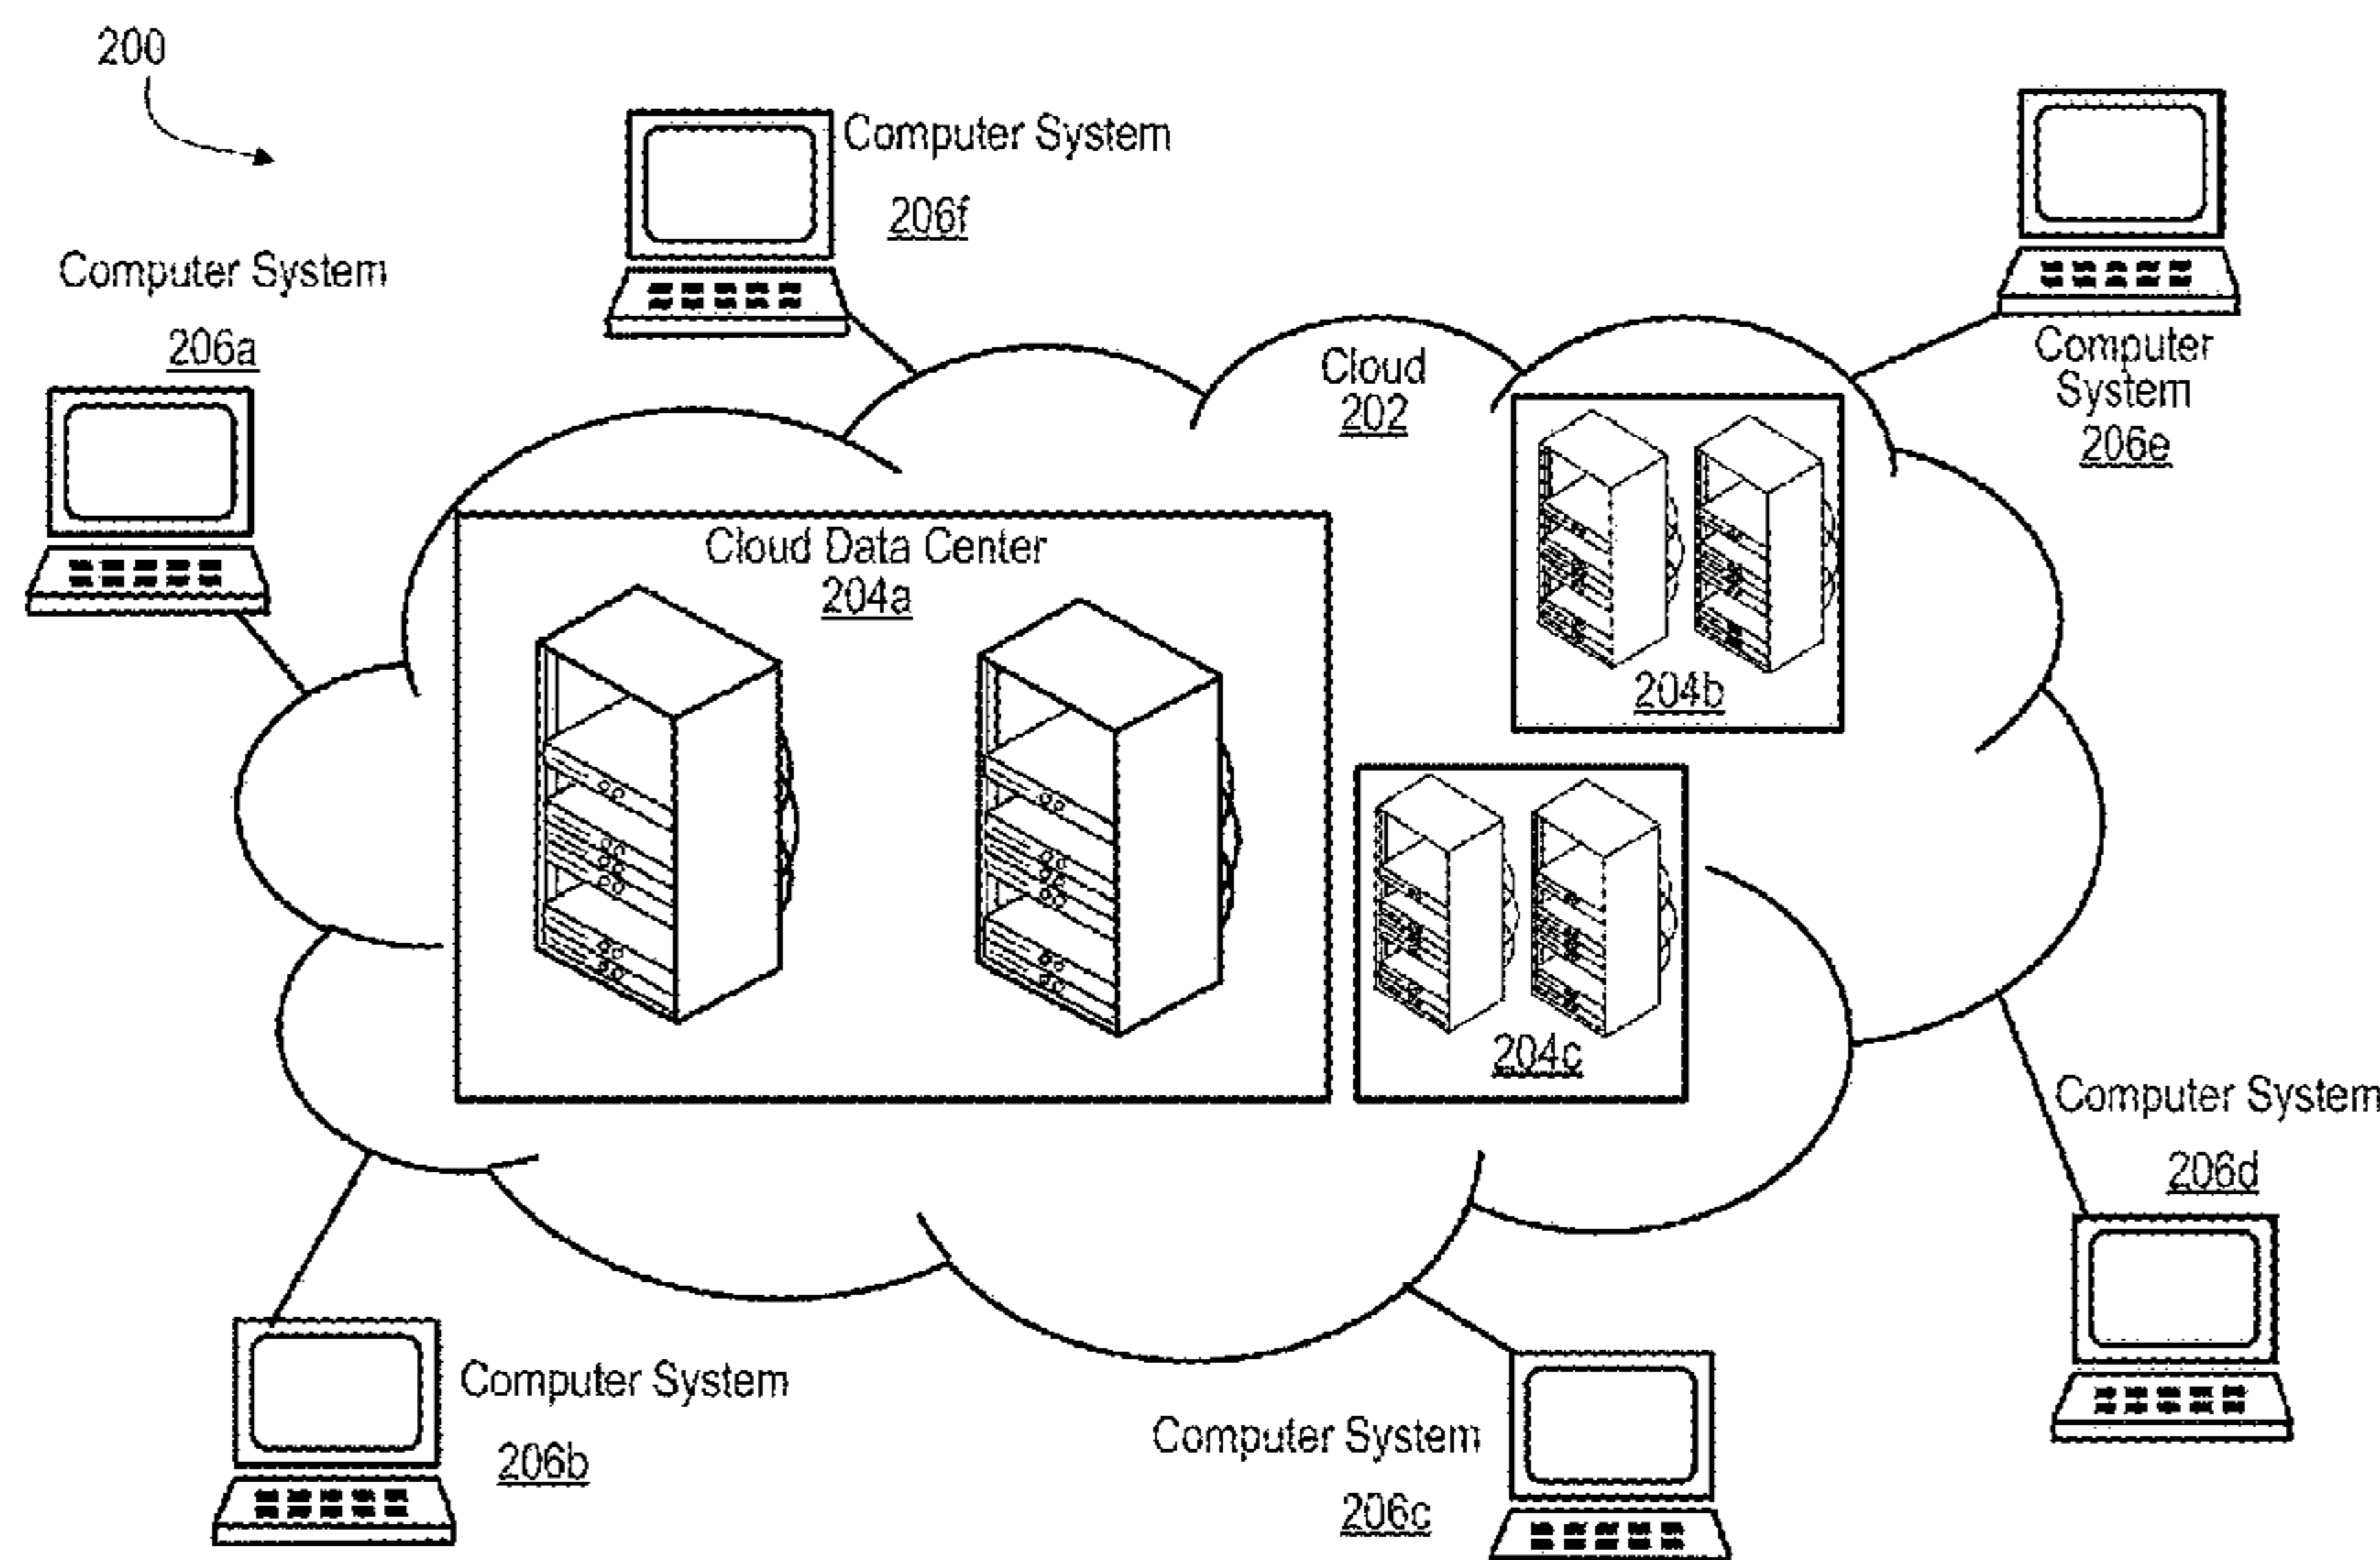 200
Computer System
206f
Computer System
206a
Cloud
202
Computer
System
206e
Cloud Data Center
204a
204b
204c
Computer System
206d
Computer System
206b
Computer System
206c